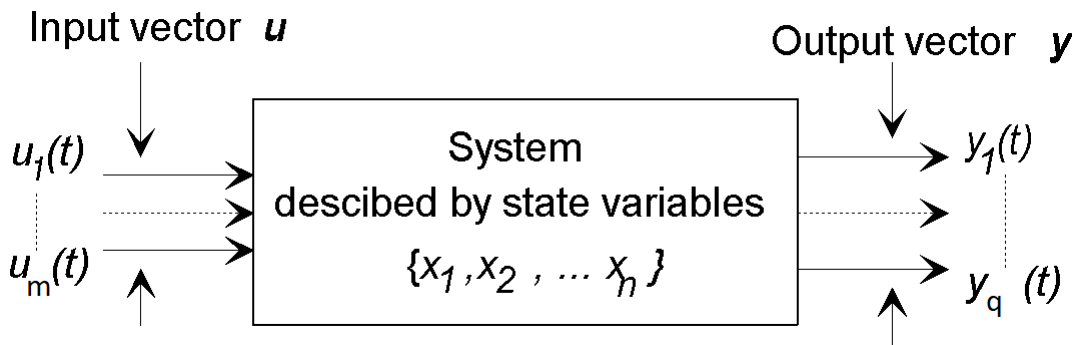 Input vector u
Output vector y
u1(t)
um(t)
System
descibed by state variables
{x1 ,x2 , ... xn }
y1(t)
yq (t)